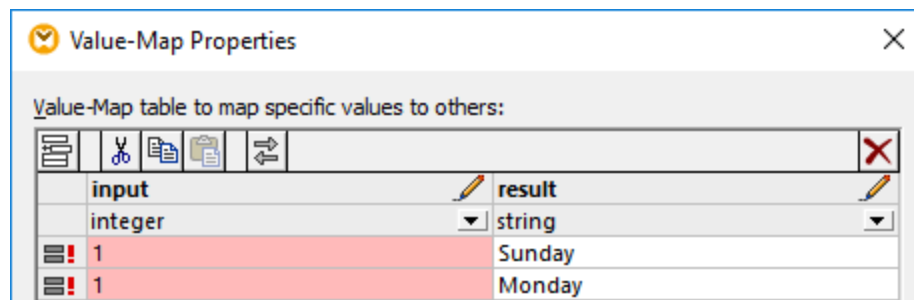 Value-Map Properties
Value-Map table to map specific values to others:
input result
integer string
1 Sunday
1 Monday